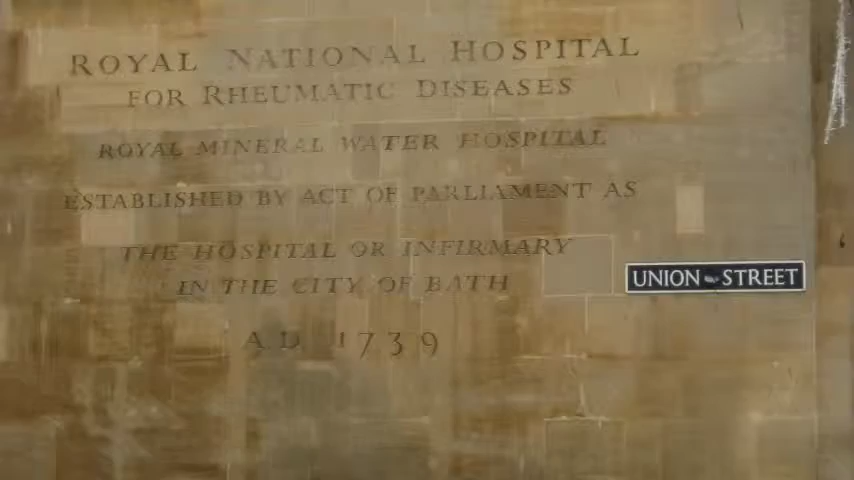 ROYAL NATIONAL HOSPITAL
FOR RHEUMATIC DISEASES
ROYAL MINERAL WATER HOSPITAL
ESTABLISHED BY ACT OF PARLIAMENT AS
THE HOSPITAL OR INFIRMARY
IN THE CITY OF BATH
A.D 1739
UNION STREET